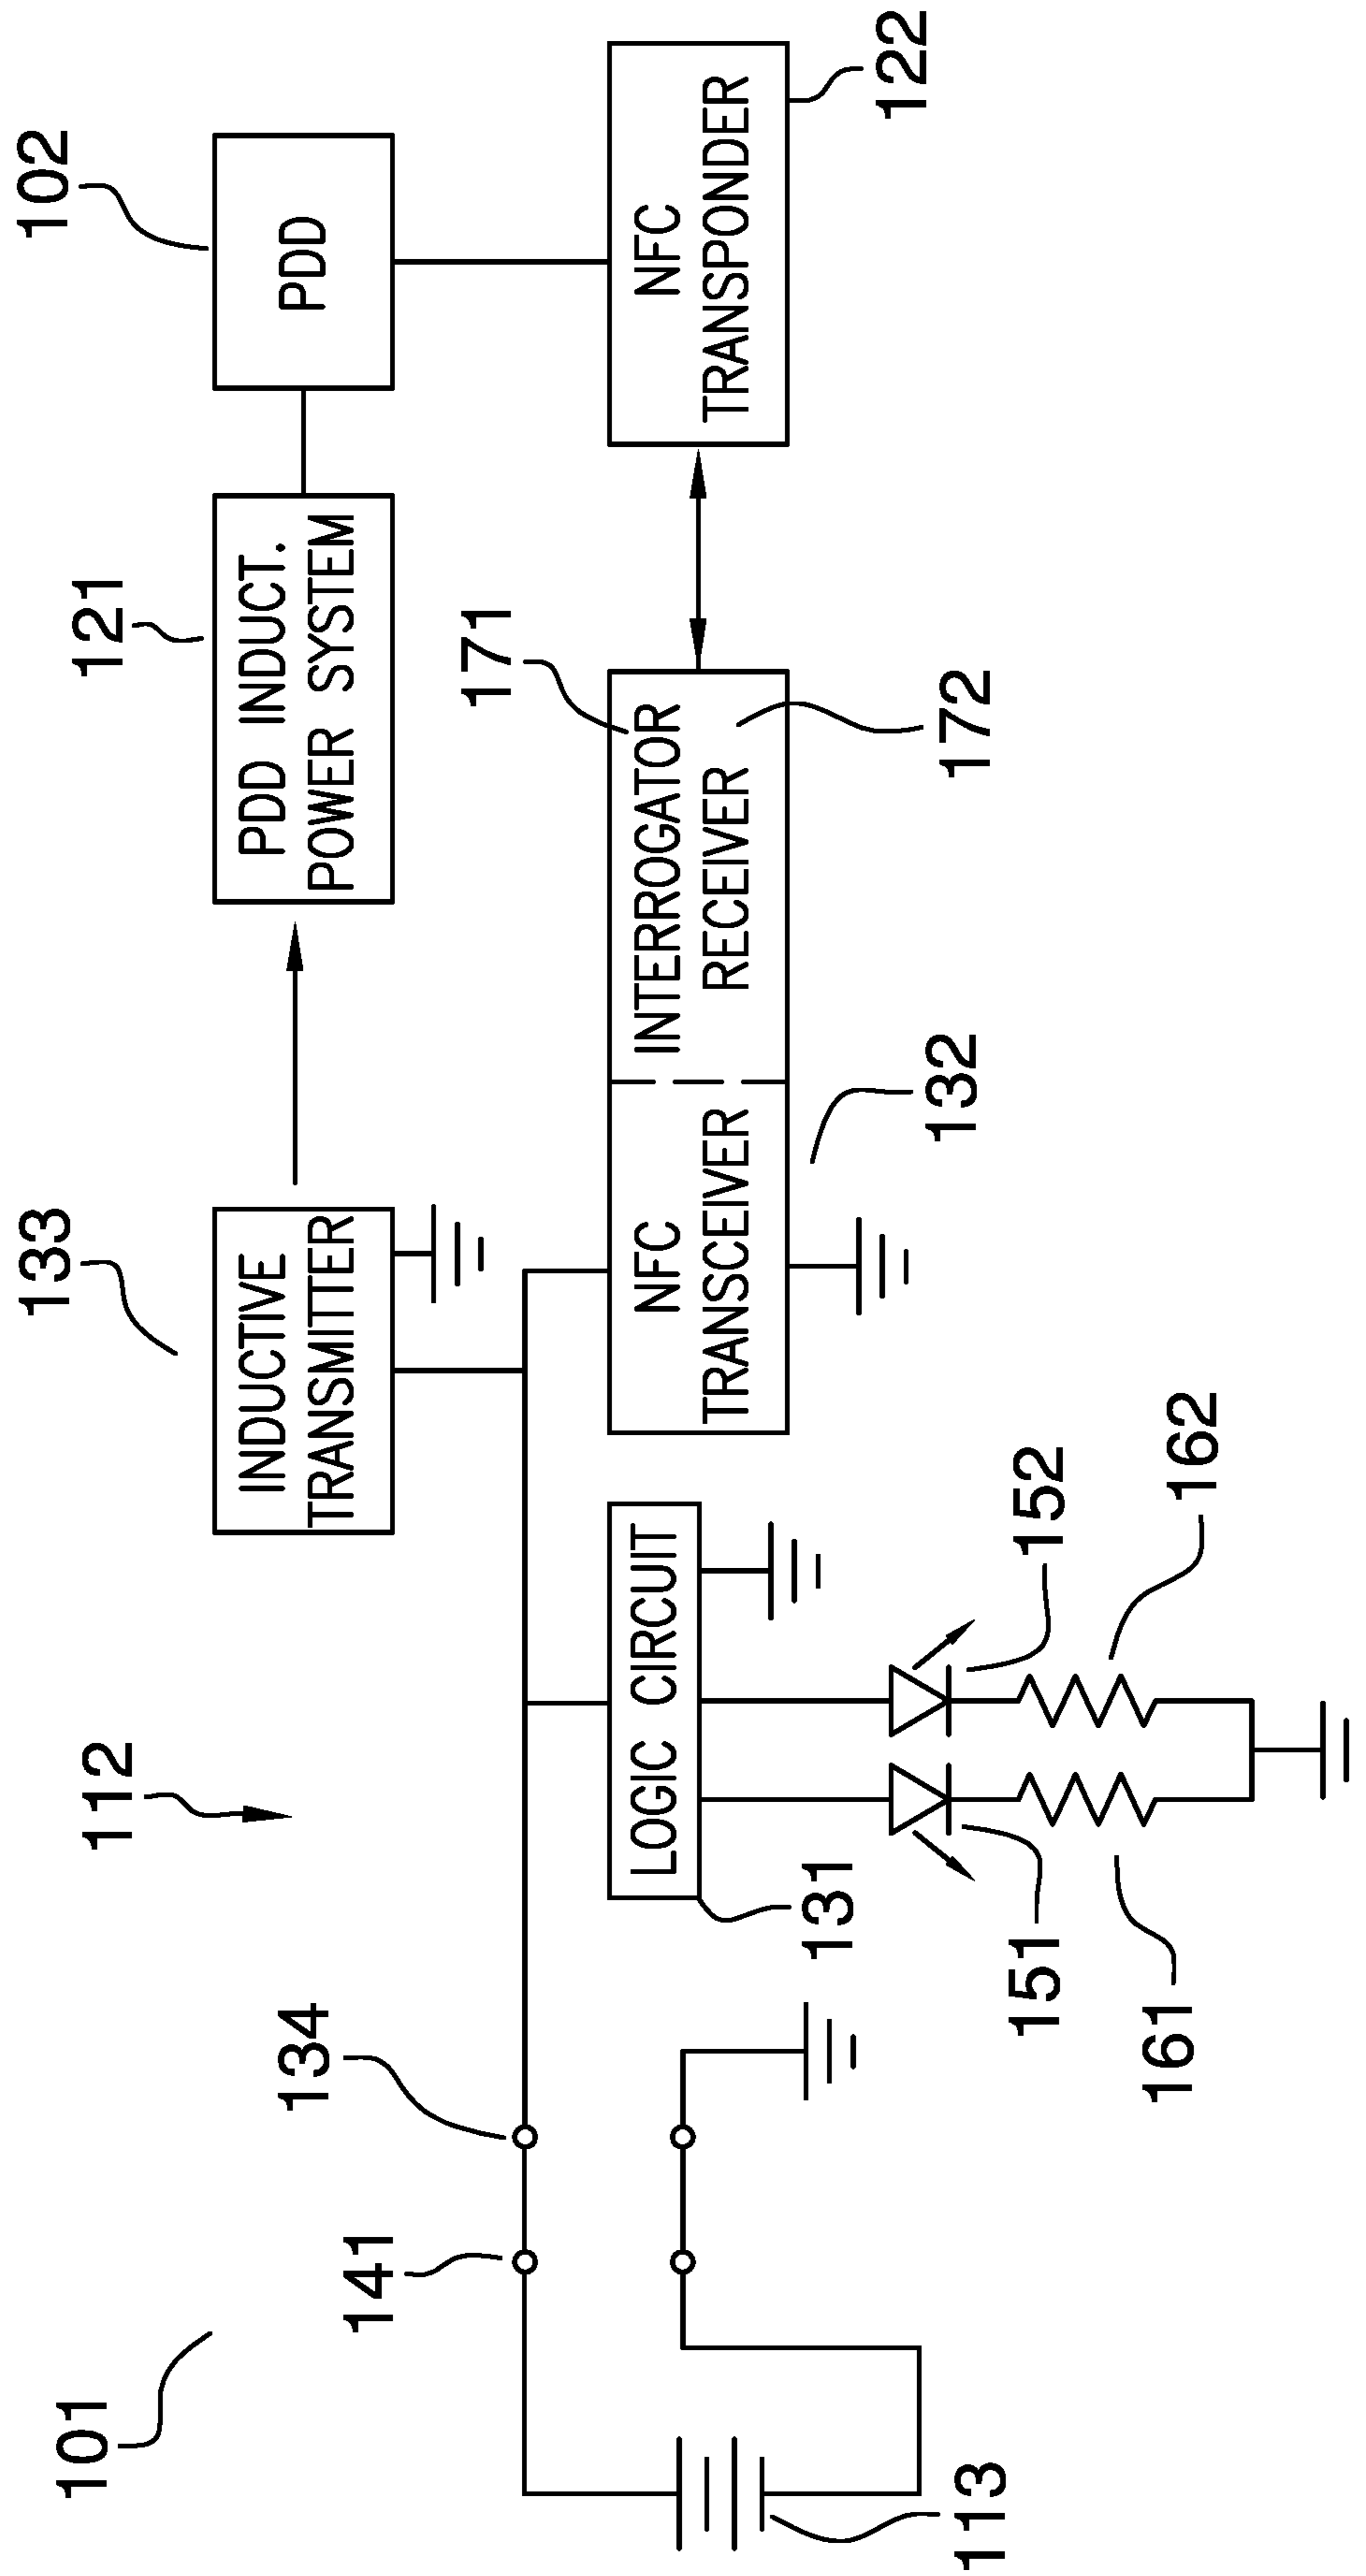 101
112
133
121
102
141
134
INDUCTIVE
TRANSMITTER
PDD INDUCT.
POWER SYSTEM
PDD
171
LOGIC CIRCUIT
NFC
TRANSCEIVER
INTERROGATOR
RECEIVER
NFC
TRANSPONDER
131
132
172
122
113
151
152
161
162